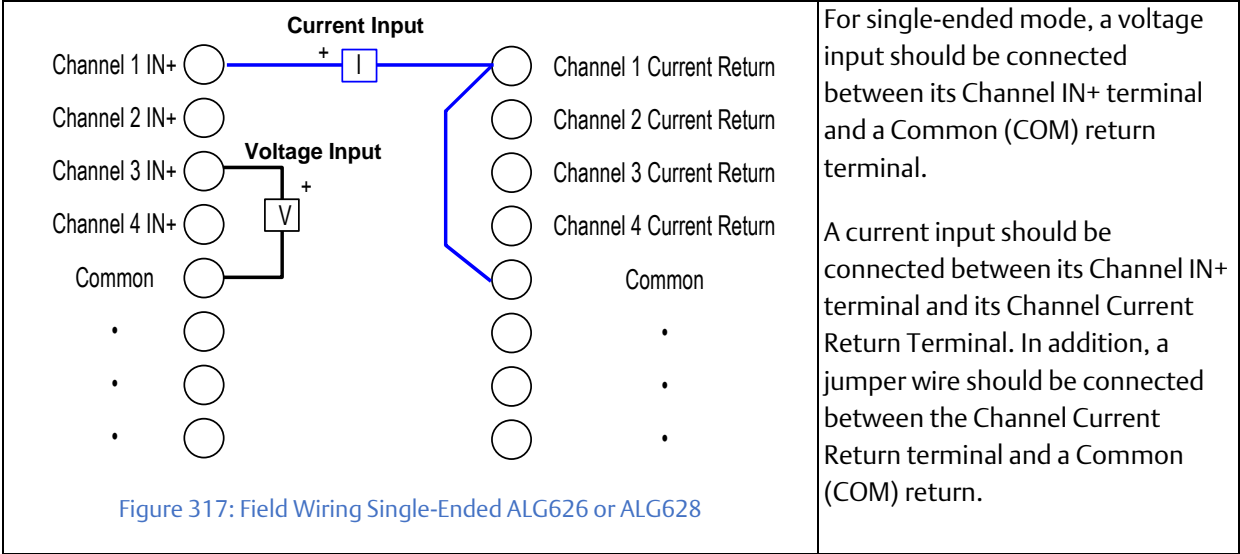 Current Input
+
I
Channel 1 IN+
Channel 1 Current Return
Channel 2 IN+
Channel 2 Current Return
Voltage Input
Channel 3 IN+
+
Channel 3 Current Return
V
Channel 4 IN+
Channel 4 Current Return
Common
Common
•
•
•
•
•
•
Figure 317: Field Wiring Single-Ended ALG626 or ALG628
For single-ended mode, a voltage
input should be connected
between its Channel IN+ terminal
and a Common (COM) return
terminal.
A current input should be
connected between its Channel IN+
terminal and its Channel Current
Return Terminal. In addition, a
jumper wire should be connected
between the Channel Current
Return terminal and a Common
(COM) return.